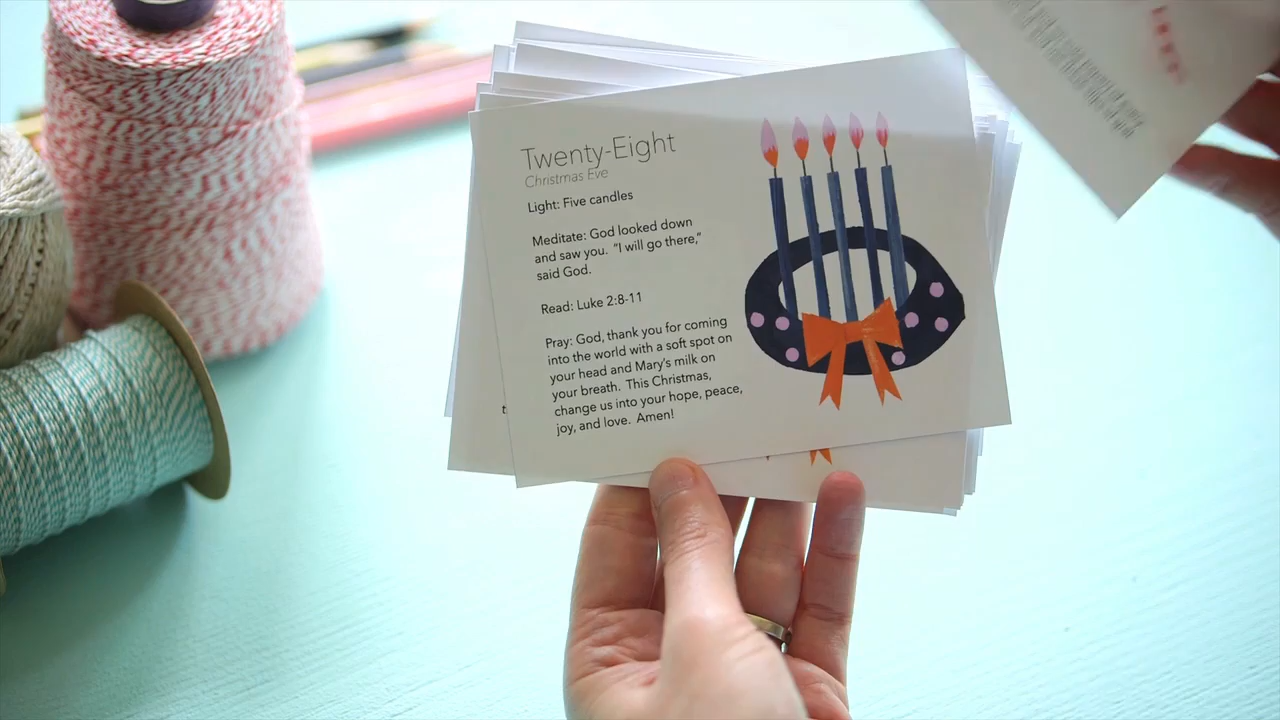 Twenty-Eight
Christmas Eve
Light: Five candles
Meditate: God looked down
and saw you. “I will go there,”
said God.
Read: Luke 2:8-11
Pray: God, thank you for coming
into the world with a soft spot on
your head and Mary’s milk on
your breath. This Christmas,
change us into your hope, peace,
joy, and love. Amen!